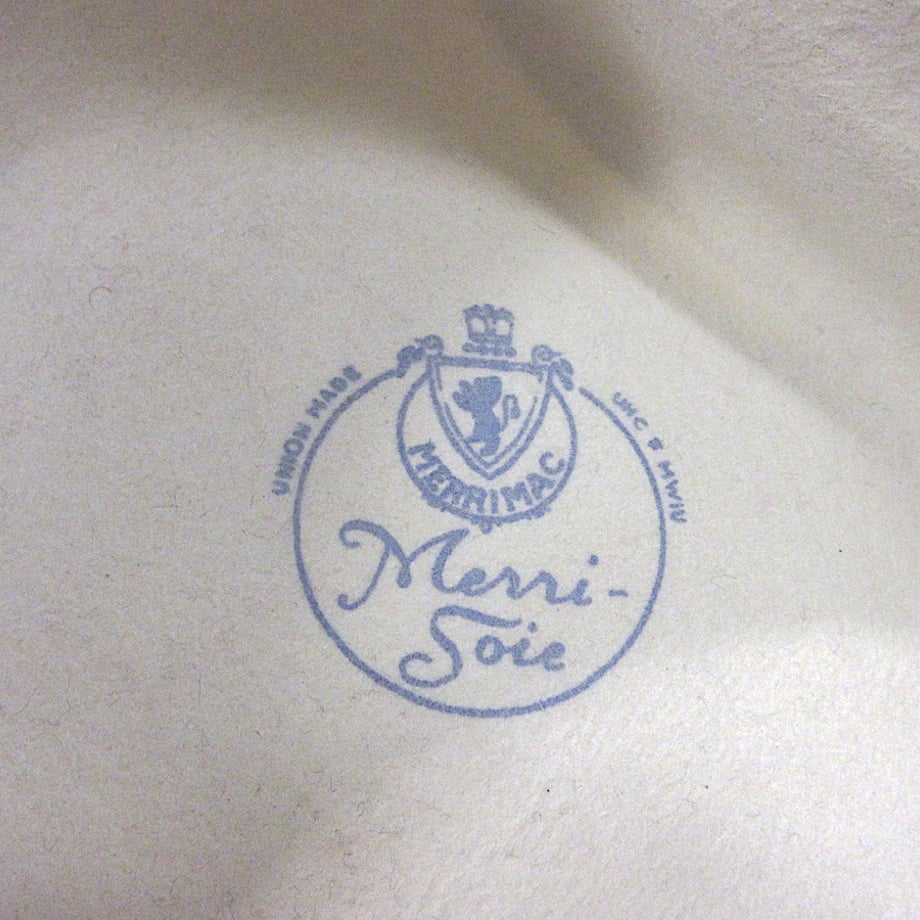 UNION MADE
UHC & MWIU
MERRIMAC
Merri-
Soie